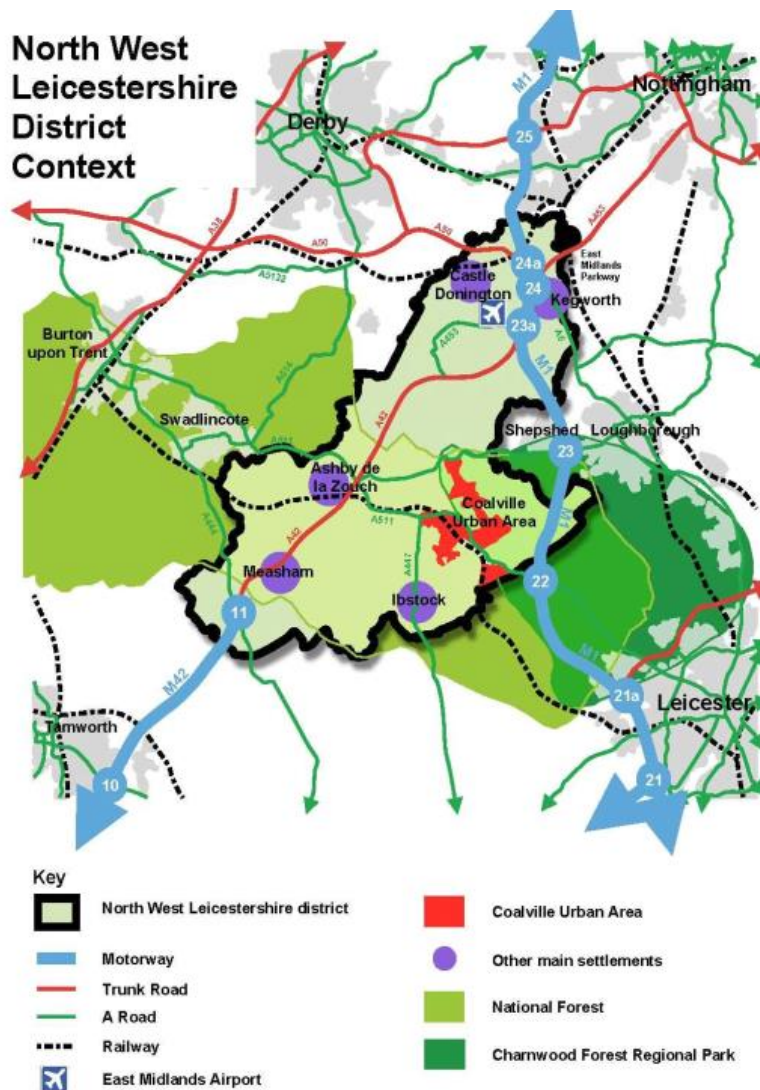 North West
Leicestershire
District
Context
M1
Nottingham
Derby
25
A453
A38
A50
A50
24a
East
Midlands
Parkway
A5132
Castle
Donington
24
Kegworth
23a
A453
A6
Burton
upon Trent
A514
M1
Swadlincote
A42
Shepshed
Loughborough
A511
23
Ashby de
la Zouch
Coalville
Urban Area
A444
A511
M1
A42
A447
Measham
22
Ibstock
11
M42
M1
21a
Leicester
Tamworth
10
21
Key
North West Leicestershire district
Motorway
Trunk Road
A Road
Railway
East Midlands Airport
Coalville Urban Area
Other main settlements
National Forest
Charnwood Forest Regional Park